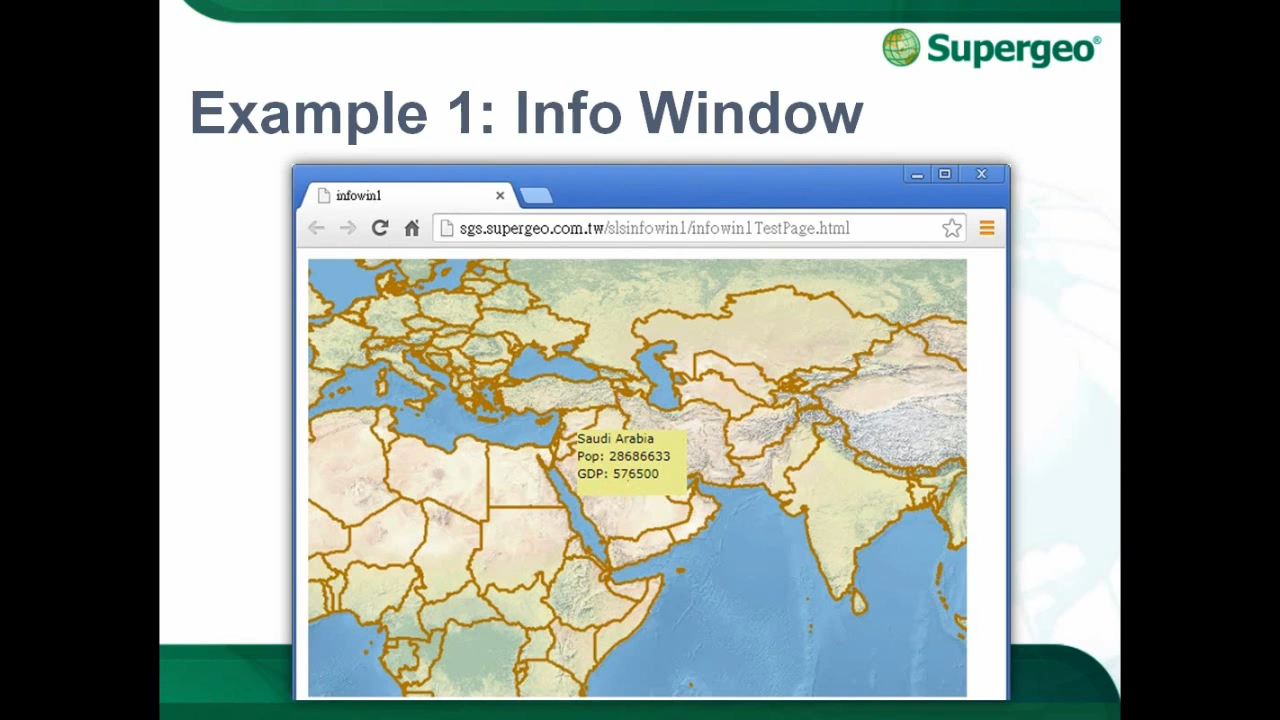 Supergeo®
Example 1: Info Window
infowin1
sgs.supergeo.com.tw/slsinfowin1/infowin1TestPage.html
Saudi Arabia
Pop: 28686633
GDP: 576500